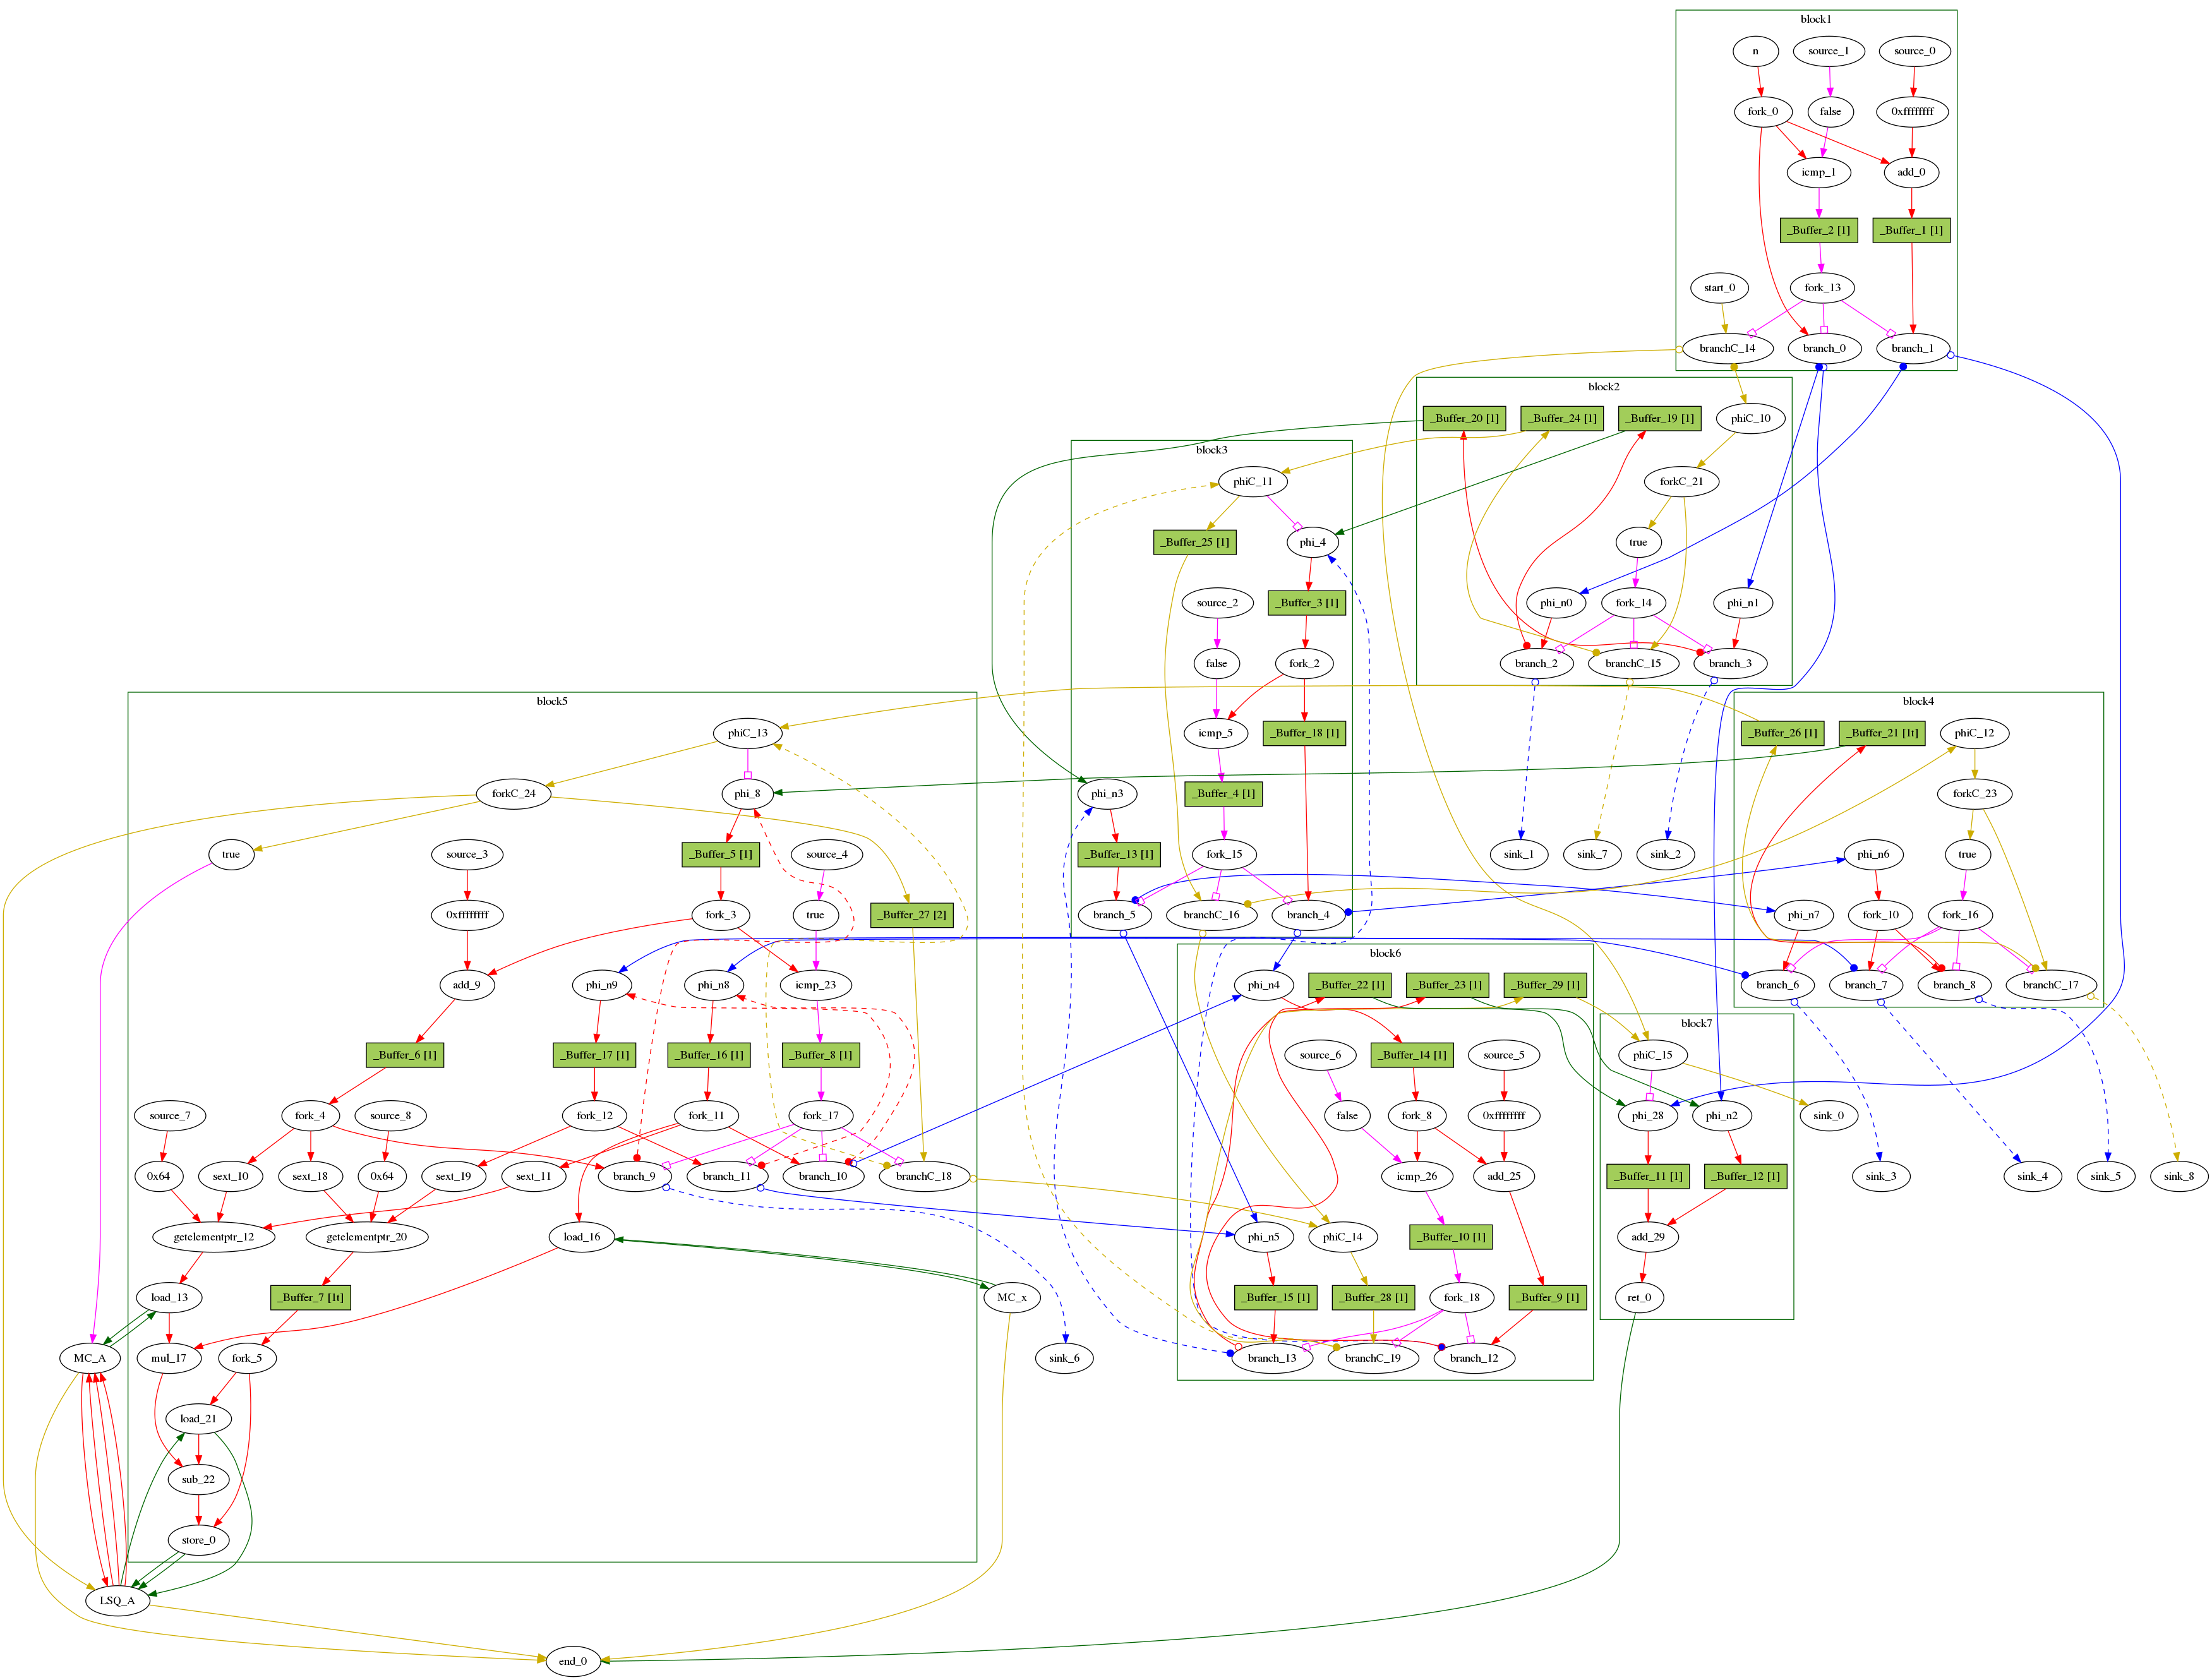 block1
n
source_1
source_0
fork_0
false
0xffffffff
icmp_1
add_0
_Buffer_2 [1]
_Buffer_1 [1]
start_0
fork_13
branchC_14
branch_0
branch_1
block2
_Buffer_20 [1]
_Buffer_24 [1]
_Buffer_19 [1]
phiC_10
forkC_21
true
phi_n0
fork_14
phi_n1
branch_2
branchC_15
branch_3
block3
phiC_11
_Buffer_25 [1]
phi_4
source_2
_Buffer_3 [1]
false
fork_2
icmp_5
_Buffer_18 [1]
phi_n3
_Buffer_4 [1]
_Buffer_13 [1]
fork_15
branch_5
branchC_16
branch_4
sink_1
sink_7
sink_2
block4
_Buffer_26 [1]
_Buffer_21 [1t]
phiC_12
forkC_23
phi_n6
true
phi_n7
fork_10
fork_16
branch_6
branch_7
branch_8
branchC_17
block5
phiC_13
forkC_24
phi_8
true
source_3
_Buffer_5 [1]
source_4
0xffffffff
fork_3
true
_Buffer_27 [2]
add_9
phi_n9
phi_n8
icmp_23
_Buffer_6 [1]
_Buffer_17 [1]
_Buffer_16 [1]
_Buffer_8 [1]
source_7
fork_4
source_8
fork_12
fork_11
fork_17
0x64
sext_10
sext_18
0x64
sext_19
sext_11
branch_9
branch_11
branch_10
branchC_18
getelementptr_12
getelementptr_20
load_16
load_13
_Buffer_7 [1t]
MC_x
MC_A
mul_17
fork_5
sink_6
load_21
sub_22
store_0
LSQ_A
end_0
block6
phi_n4
_Buffer_22 [1]
_Buffer_23 [1]
_Buffer_29 [1]
source_6
_Buffer_14 [1]
source_5
false
fork_8
0xffffffff
icmp_26
add_25
phi_n5
phiC_14
_Buffer_10 [1]
_Buffer_15 [1]
_Buffer_28 [1]
fork_18
_Buffer_9 [1]
branch_13
branchC_19
branch_12
block7
phiC_15
phi_28
phi_n2
sink_0
_Buffer_11 [1]
_Buffer_12 [1]
add_29
ret_0
sink_3
sink_4
sink_5
sink_8